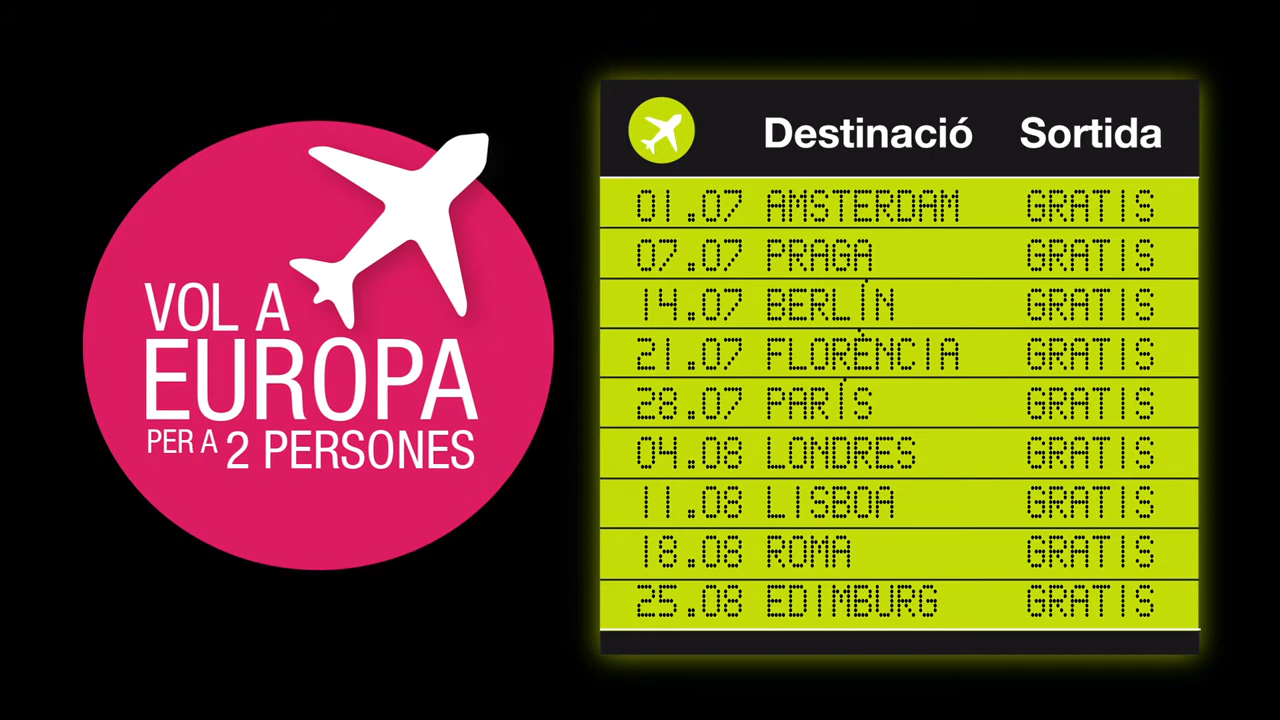 VOL A
EUROPA
PER A 2 PERSONES
Destinació Sortida
01.07 AMSTERDAM GRATIS
07.07 PRAGA GRATIS
14.07 BERLÍN GRATIS
21.07 FLORÈNCIA GRATIS
28.07 PARÍS GRATIS
04.08 LONDRES GRATIS
11.08 LISBOA GRATIS
18.08 ROMA GRATIS
25.08 EDIMBURG GRATIS